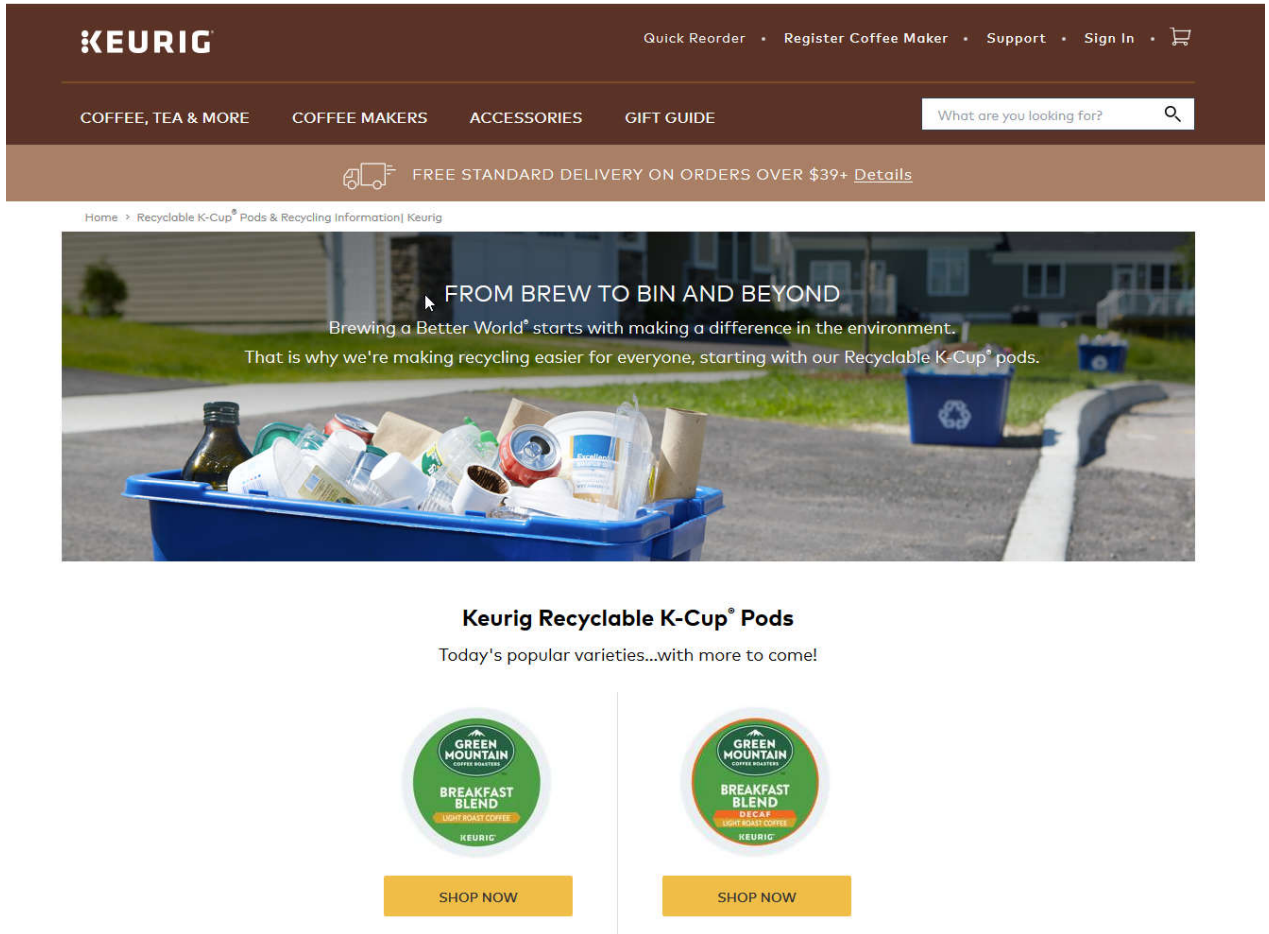 KEURIG
Quick Reorder • Register Coffee Maker • Support • Sign In •
COFFEE, TEA & MORE COFFEE MAKERS ACCESSORIES GIFT GUIDE What are you looking for?
FREE STANDARD DELIVERY ON ORDERS OVER $39+ Details
Home > Recyclable K-Cup® Pods & Recycling Information| Keurig
FROM BREW TO BIN AND BEYOND
Brewing a Better World® starts with making a difference in the environment.
That is why we're making recycling easier for everyone, starting with our Recyclable K-Cup® pods.
Excellent
Keurig Recyclable K-Cup® Pods
Today's popular varieties...with more to come!
GREEN
MOUNTAIN
COFFEE ROASTERS
BREAKFAST
BLEND
LIGHT ROAST COFFEE
KEURIG
SHOP NOW
GREEN
MOUNTAIN
COFFEE ROASTERS
BREAKFAST
BLEND
DECAF
LIGHT ROAST COFFEE
KEURIG
SHOP NOW